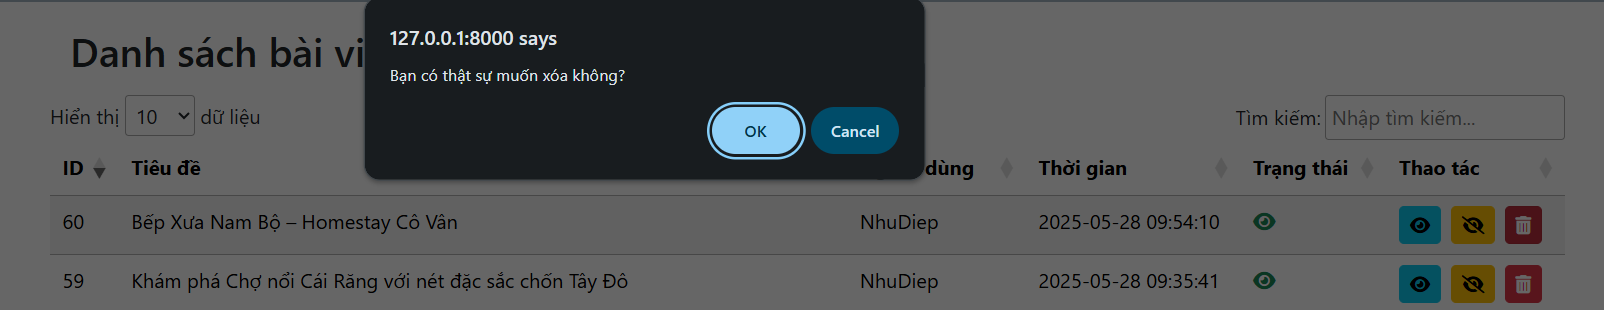 127.0.0.1:8000 says
Danh sách bài vi
Bạn có thật sự muốn xóa không?
OK Cancel
Hiển thị 10 dữ liệu Tìm kiếm: Nhập tìm kiếm...
ID Tiêu đề dùng Thời gian Trạng thái Thao tác
60 Bếp Xưa Nam Bộ – Homestay Cô Vân NhuDiep 2025-05-28 09:54:10
59 Khám phá Chợ nổi Cái Răng với nét đặc sắc chốn Tây Đô NhuDiep 2025-05-28 09:35:41